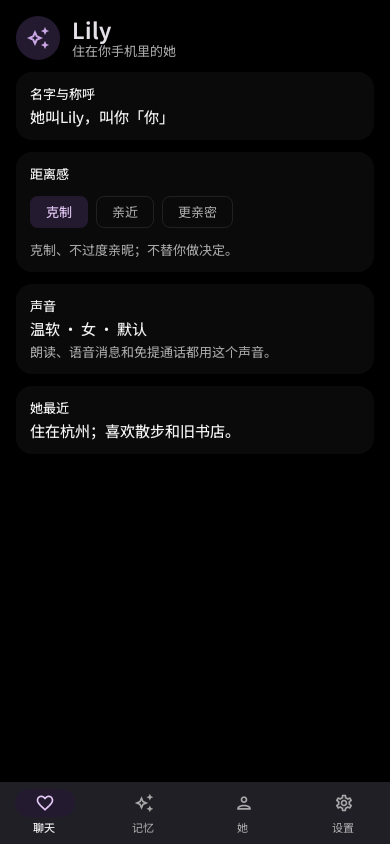 Lily
住在你手机里的她
名字与称呼
她叫Lily，叫你「你」
距离感
克制
亲近
更亲密
克制、不过度亲昵；不替你做决定。
声音
温软 · 女 · 默认
朗读、语音消息和免提通话都用这个声音。
她最近
住在杭州；喜欢散步和旧书店。
聊天
记忆
她
设置